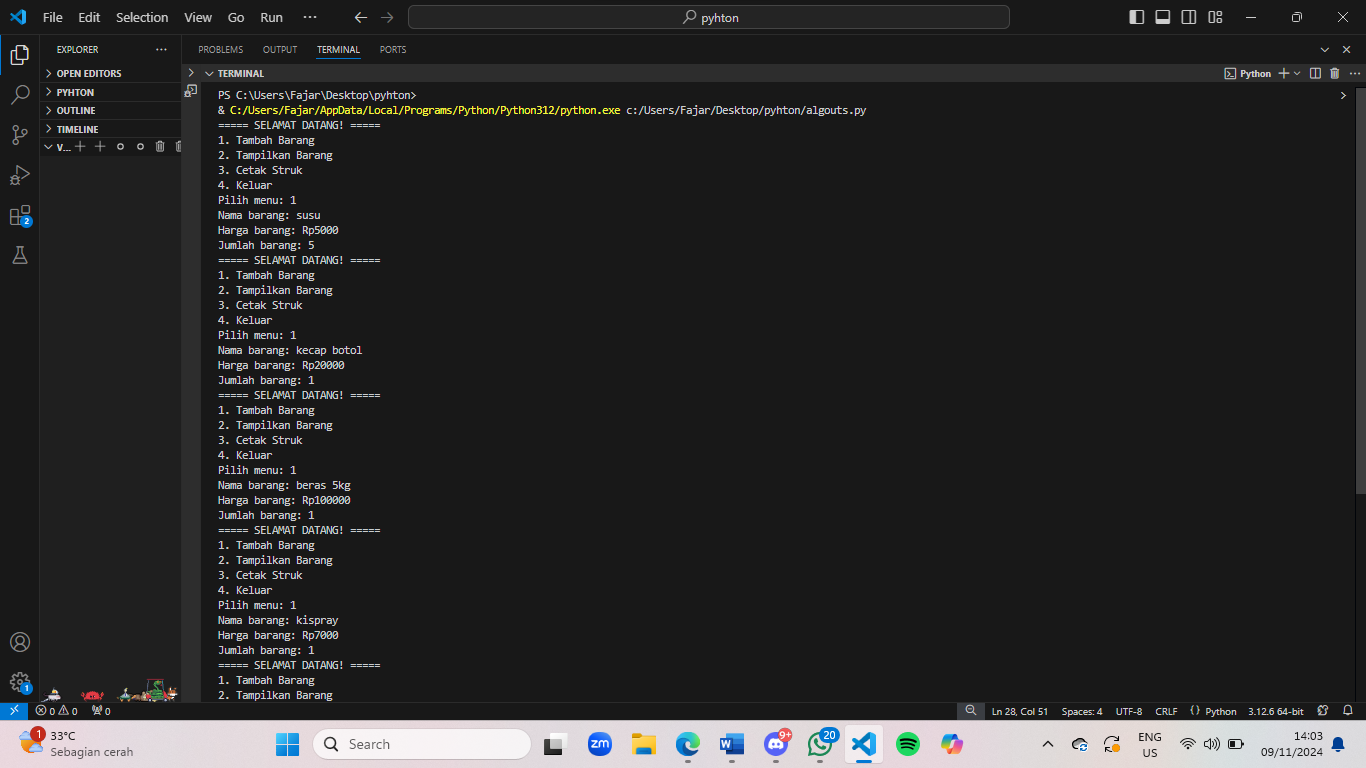 File Edit Selection View Go Run ··· pyhton
EXPLORER ···
OPEN EDITORS
PYHTON
OUTLINE
TIMELINE
V...
PROBLEMS OUTPUT TERMINAL PORTS
TERMINAL
Python
PS C:\Users\Fajar\Desktop\pyhton>
& C:/Users/Fajar/AppData/Local/Programs/Python/Python312/python.exe c:/Users/Fajar/Desktop/pyhton/algouts.py
===== SELAMAT DATANG! =====
1. Tambah Barang
2. Tampilkan Barang
3. Cetak Struk
4. Keluar
Pilih menu: 1
Nama barang: susu
Harga barang: Rp5000
Jumlah barang: 5
===== SELAMAT DATANG! =====
1. Tambah Barang
2. Tampilkan Barang
3. Cetak Struk
4. Keluar
Pilih menu: 1
Nama barang: kecap botol
Harga barang: Rp20000
Jumlah barang: 1
===== SELAMAT DATANG! =====
1. Tambah Barang
2. Tampilkan Barang
3. Cetak Struk
4. Keluar
Pilih menu: 1
Nama barang: beras 5kg
Harga barang: Rp100000
Jumlah barang: 1
===== SELAMAT DATANG! =====
1. Tambah Barang
2. Tampilkan Barang
3. Cetak Struk
4. Keluar
Pilih menu: 1
Nama barang: kispray
Harga barang: Rp7000
Jumlah barang: 1
===== SELAMAT DATANG! =====
1. Tambah Barang
2. Tampilkan Barang
2
1
0 0 0
Ln 28, Col 51 Spaces: 4 UTF-8 CRLF {} Python 3.12.6 64-bit
1
33°C
Sebagian cerah
Search
zm
W
9+
20
ENG
US
14:03
09/11/2024